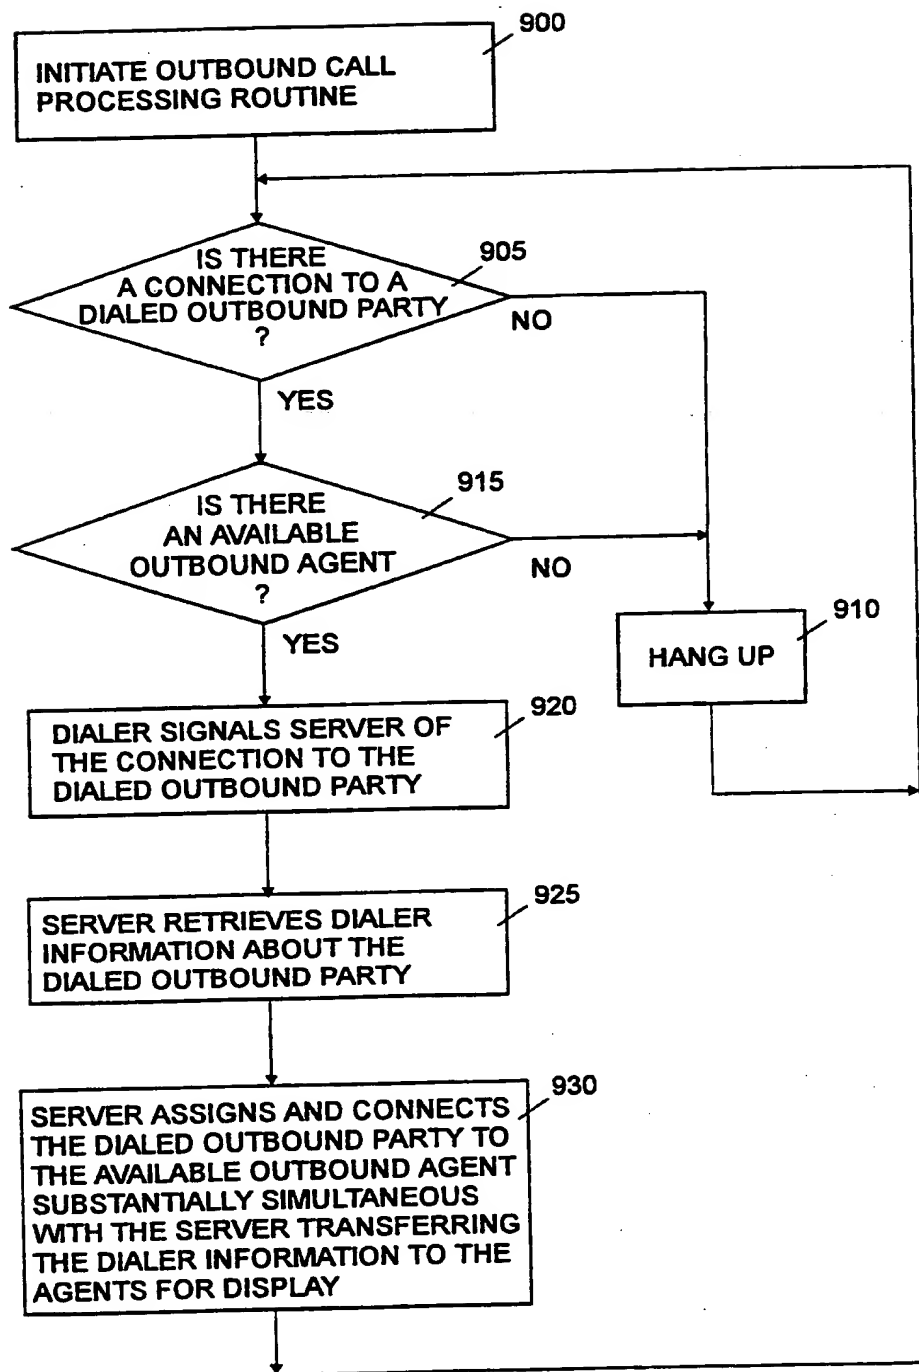 900
INITIATE OUTBOUND CALL
PROCESSING ROUTINE
IS THERE
A CONNECTION TO A
DIALED OUTBOUND PARTY
?
905
NO
YES
IS THERE
AN AVAILABLE
OUTBOUND AGENT
?
915
NO
YES
910
HANG UP
DIALER SIGNALS SERVER OF
THE CONNECTION TO THE
DIALED OUTBOUND PARTY
920
SERVER RETRIEVES DIALER
INFORMATION ABOUT THE
DIALED OUTBOUND PARTY
925
SERVER ASSIGNS AND CONNECTS
THE DIALED OUTBOUND PARTY TO
THE AVAILABLE OUTBOUND AGENT
SUBSTANTIALLY SIMULTANEOUS
WITH THE SERVER TRANSFERRING
THE DIALER INFORMATION TO THE
AGENTS FOR DISPLAY
930